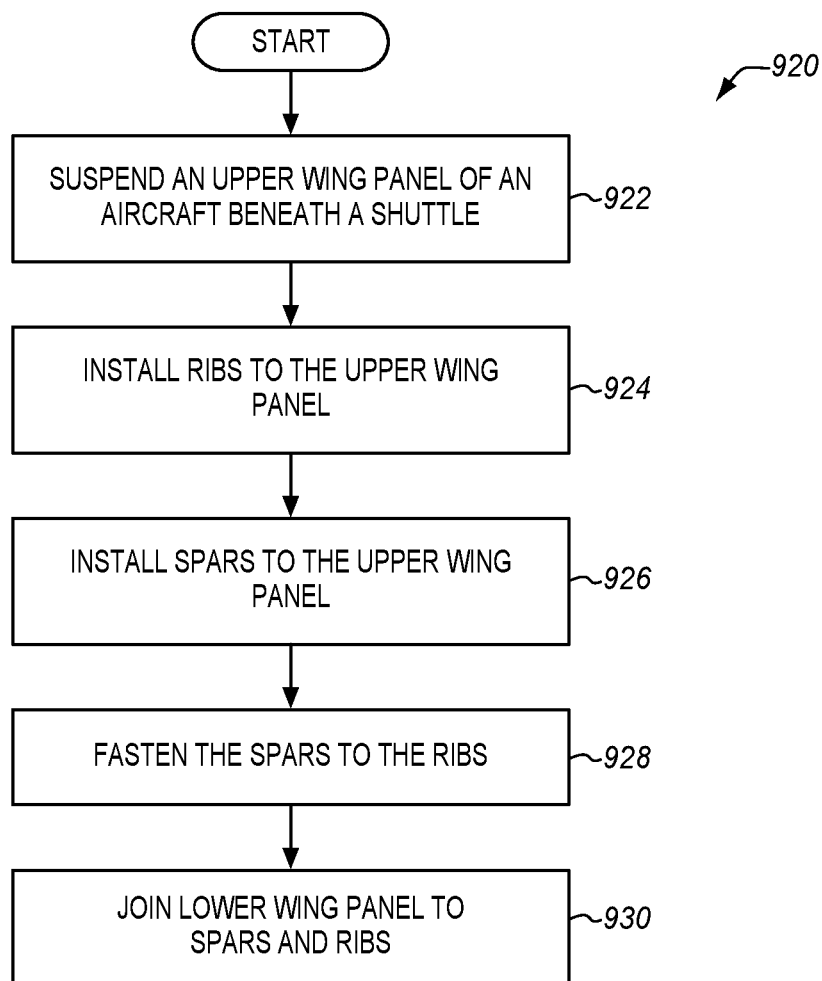 START
920
SUSPEND AN UPPER WING PANEL OF AN
AIRCRAFT BENEATH A SHUTTLE
922
INSTALL RIBS TO THE UPPER WING
PANEL
924
INSTALL SPARS TO THE UPPER WING
PANEL
926
FASTEN THE SPARS TO THE RIBS
928
JOIN LOWER WING PANEL TO
SPARS AND RIBS
930